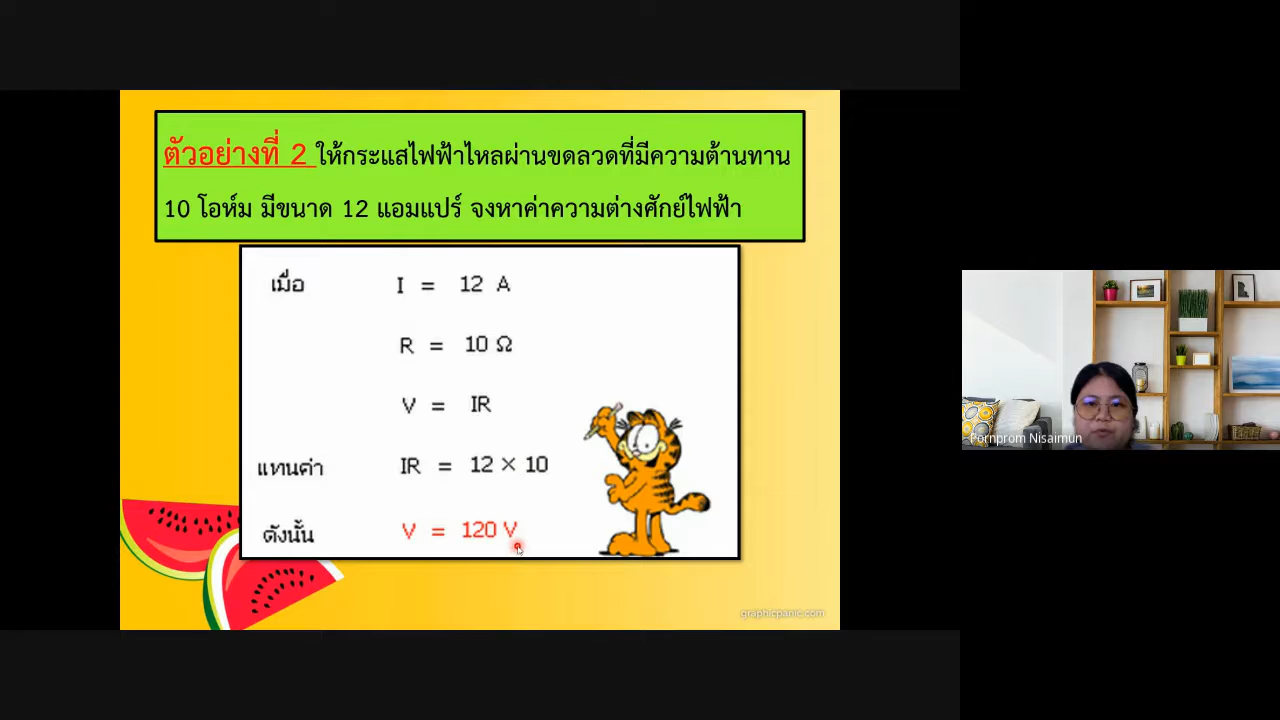 ตัวอย่างที่ 2 ให้กระแสไฟฟ้าไหลผ่านขดลวดที่มีความต้านทาน
10 โอห์ม มีขนาด 12 แอมแปร์ จงหาค่าความต่างศักย์ไฟฟ้า
เมื่อ I = 12 A
R = 10 Ω
V = IR
แทนค่า IR = 12 × 10
ดังนั้น V = 120 V
graphicpanic.com
Pornprom Nisaimun